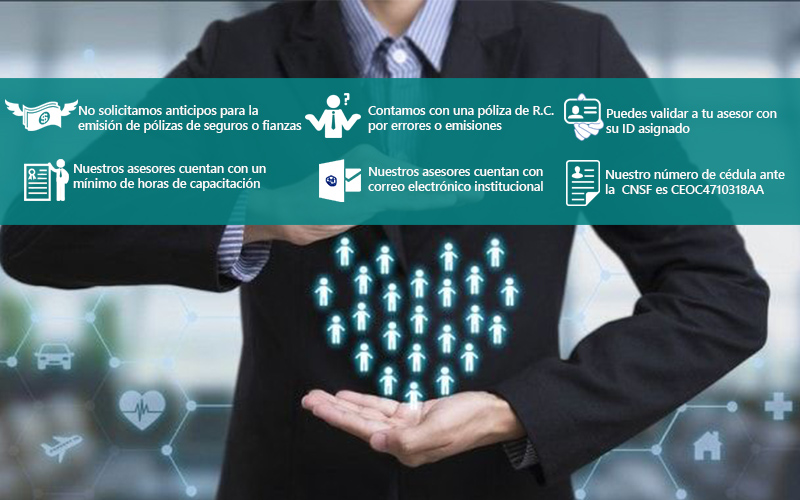 No solicitamos anticipos para la
emisión de pólizas de seguros o fianzas
?
Contamos con una póliza de R.C.
por errores o emisiones
Puedes validar a tu asesor con
su ID asignado
Nuestros asesores cuentan con un
mínimo de horas de capacitación
Nuestros asesores cuentan con
correo electrónico institucional
Nuestro número de cédula ante
la CNSF es CEOC4710318AA